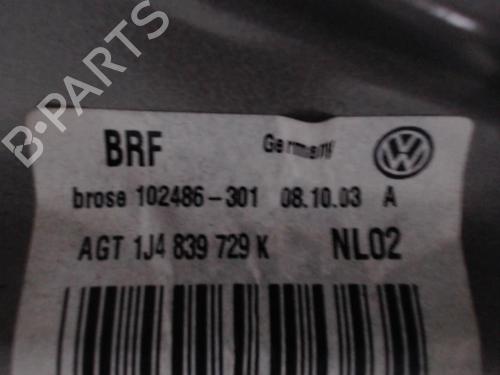 B-PARTS
BRF Germany
brose 102486-301 08.10.03 A
AGT 1J4 839 729 K NL02